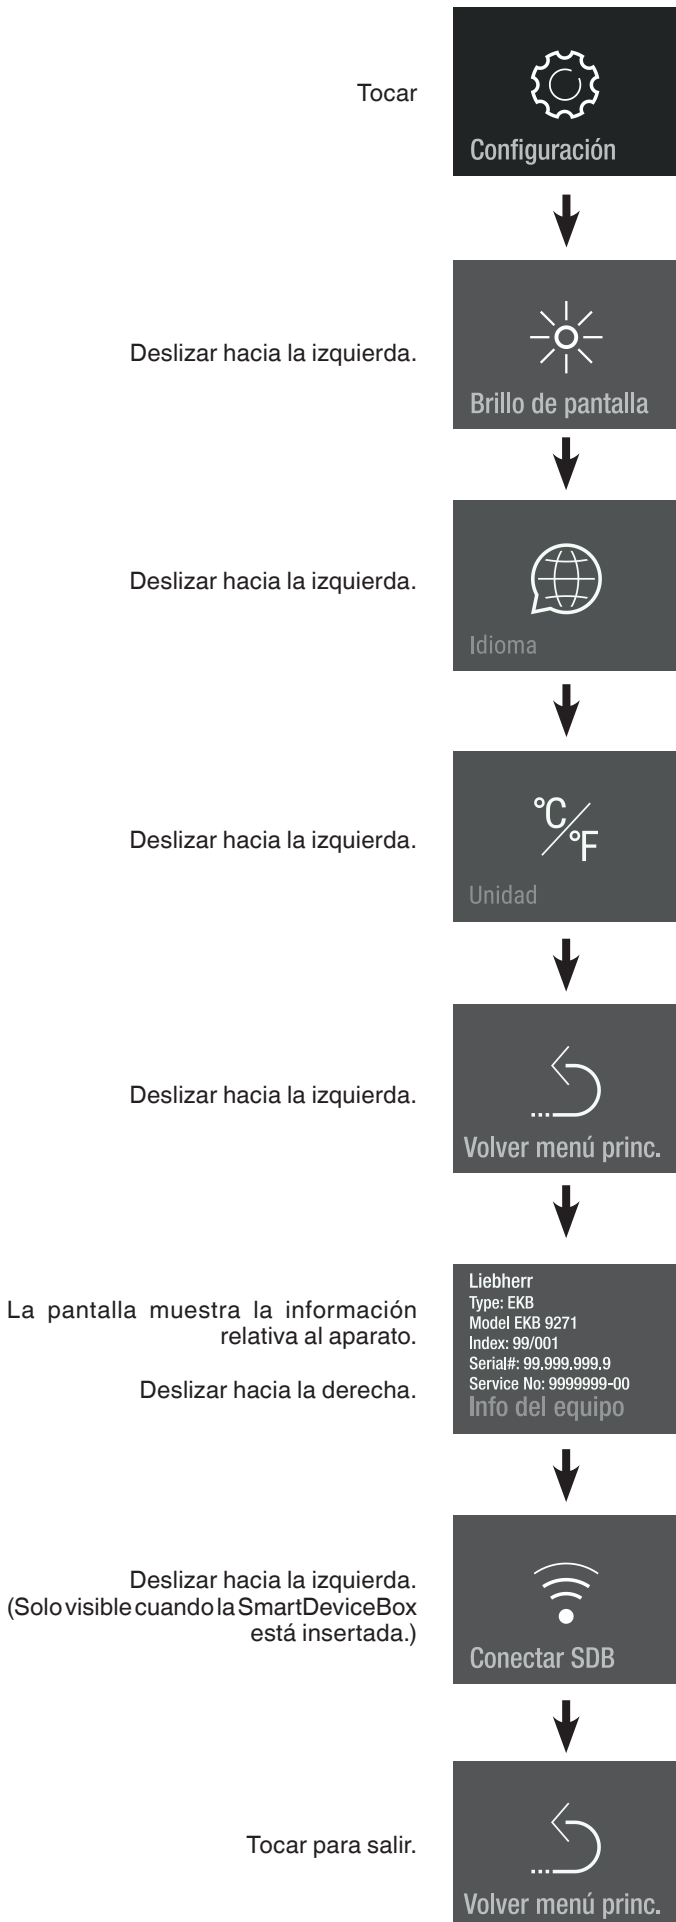 Tocar
Configuración
Deslizar hacia la izquierda.
Brillo de pantalla
Deslizar hacia la izquierda.
Idioma
Deslizar hacia la izquierda.
°C/°F
Unidad
Deslizar hacia la izquierda.
Volver menú princ.
La pantalla muestra la información
relativa al aparato.
Deslizar hacia la derecha.
Liebherr
Type: EKB
Model EKB 9271
Index: 99/001
Serial#: 99.999.999.9
Service No: 9999999-00
Info del equipo
Deslizar hacia la izquierda.
(Solo visible cuando la SmartDeviceBox
está insertada.)
Conectar SDB
Tocar para salir.
Volver menú princ.